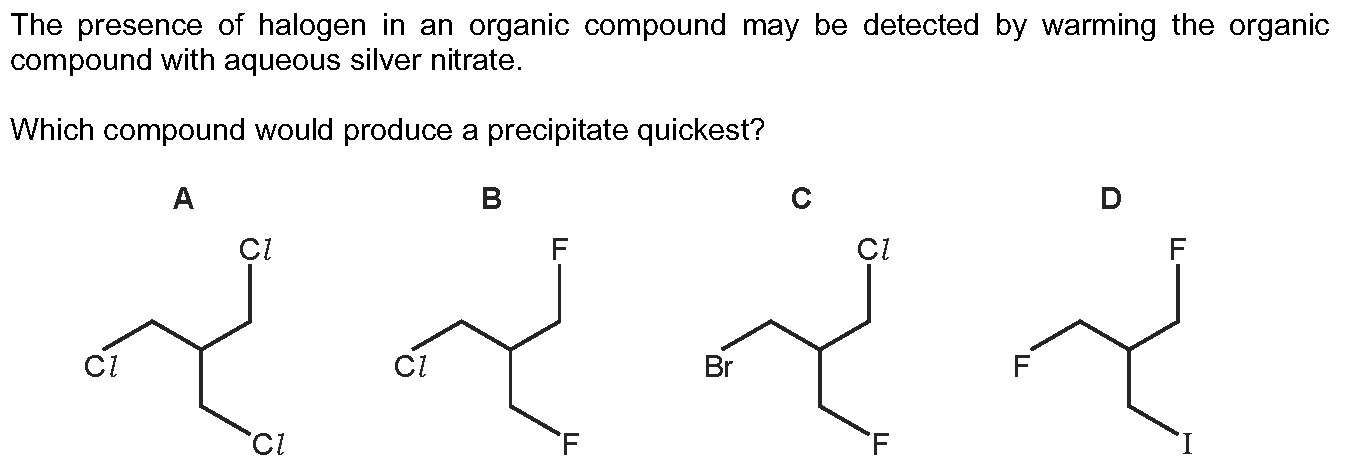 The presence of halogen in an organic compound may be detected by warming the organic
compound with aqueous silver nitrate.
Which compound would produce a precipitate quickest?
A B C D
Cl F Cl F
Cl Cl Br F
Cl F F I